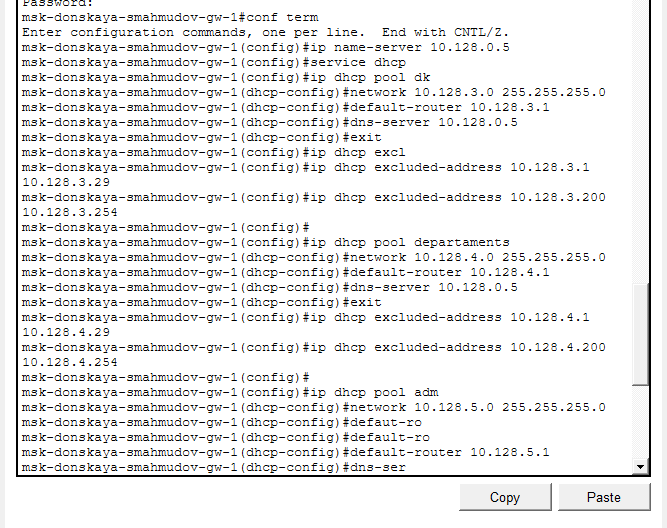 Password:
msk-donskaya-smahmudov-gw-1#conf term
Enter configuration commands, one per line.  End with CNTL/Z.
msk-donskaya-smahmudov-gw-1(config)#ip name-server 10.128.0.5
msk-donskaya-smahmudov-gw-1(config)#service dhcp
msk-donskaya-smahmudov-gw-1(config)#ip dhcp pool dk
msk-donskaya-smahmudov-gw-1(dhcp-config)#network 10.128.3.0 255.255.255.0
msk-donskaya-smahmudov-gw-1(dhcp-config)#default-router 10.128.3.1
msk-donskaya-smahmudov-gw-1(dhcp-config)#dns-server 10.128.0.5
msk-donskaya-smahmudov-gw-1(dhcp-config)#exit
msk-donskaya-smahmudov-gw-1(config)#ip dhcp excl
msk-donskaya-smahmudov-gw-1(config)#ip dhcp excluded-address 10.128.3.1
10.128.3.29
msk-donskaya-smahmudov-gw-1(config)#ip dhcp excluded-address 10.128.3.200
10.128.3.254
msk-donskaya-smahmudov-gw-1(config)#
msk-donskaya-smahmudov-gw-1(config)#ip dhcp pool departaments
msk-donskaya-smahmudov-gw-1(dhcp-config)#network 10.128.4.0 255.255.255.0
msk-donskaya-smahmudov-gw-1(dhcp-config)#default-router 10.128.4.1
msk-donskaya-smahmudov-gw-1(dhcp-config)#dns-server 10.128.0.5
msk-donskaya-smahmudov-gw-1(dhcp-config)#exit
msk-donskaya-smahmudov-gw-1(config)#ip dhcp excluded-address 10.128.4.1
10.128.4.29
msk-donskaya-smahmudov-gw-1(config)#ip dhcp excluded-address 10.128.4.200
10.128.4.254
msk-donskaya-smahmudov-gw-1(config)#
msk-donskaya-smahmudov-gw-1(config)#ip dhcp pool adm
msk-donskaya-smahmudov-gw-1(dhcp-config)#network 10.128.5.0 255.255.255.0
msk-donskaya-smahmudov-gw-1(dhcp-config)#defaut-ro
msk-donskaya-smahmudov-gw-1(dhcp-config)#default-ro
msk-donskaya-smahmudov-gw-1(dhcp-config)#default-router 10.128.5.1
msk-donskaya-smahmudov-gw-1(dhcp-config)#dns-ser
Copy
Paste